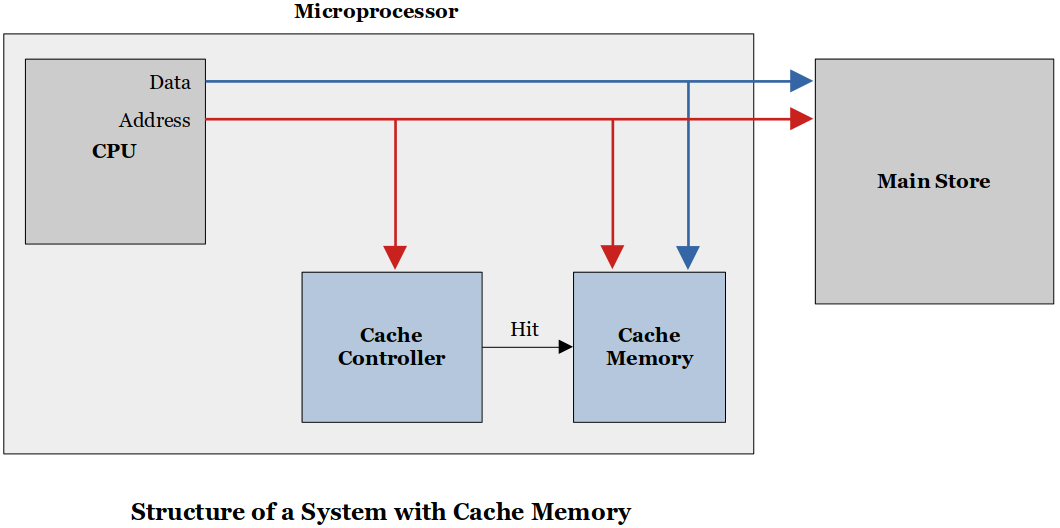 Microprocessor
Data
Address
CPU
Main Store
Cache
Controller
Hit
Cache
Memory
Structure of a System with Cache Memory